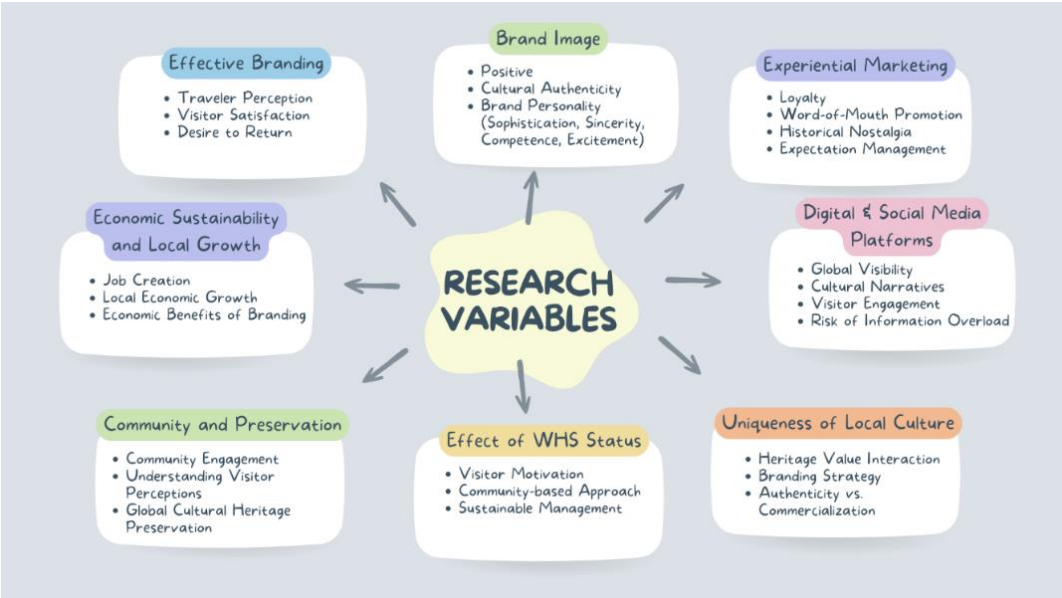 Effective Branding
• Traveler Perception
• Visitor Satisfaction
• Desire to Return
Brand Image
• Positive
• Cultural Authenticity
• Brand Personality
(Sophistication, Sincerity,
Competence, Excitement)
Experiential Marketing
• Loyalty
• Word-of-Mouth Promotion
• Historical Nostalgia
• Expectation Management
Economic Sustainability
and Local Growth
• Job Creation
• Local Economic Growth
• Economic Benefits of Branding
RESEARCH
VARIABLES
Digital & Social Media
Platforms
• Global Visibility
• Cultural Narratives
• Visitor Engagement
• Risk of Information Overload
Community and Preservation
• Community Engagement
• Understanding Visitor
Perceptions
• Global Cultural Heritage
Preservation
Effect of WHS Status
• Visitor Motivation
• Community-based Approach
• Sustainable Management
Uniqueness of Local Culture
• Heritage Value Interaction
• Branding Strategy
• Authenticity vs.
Commercialization